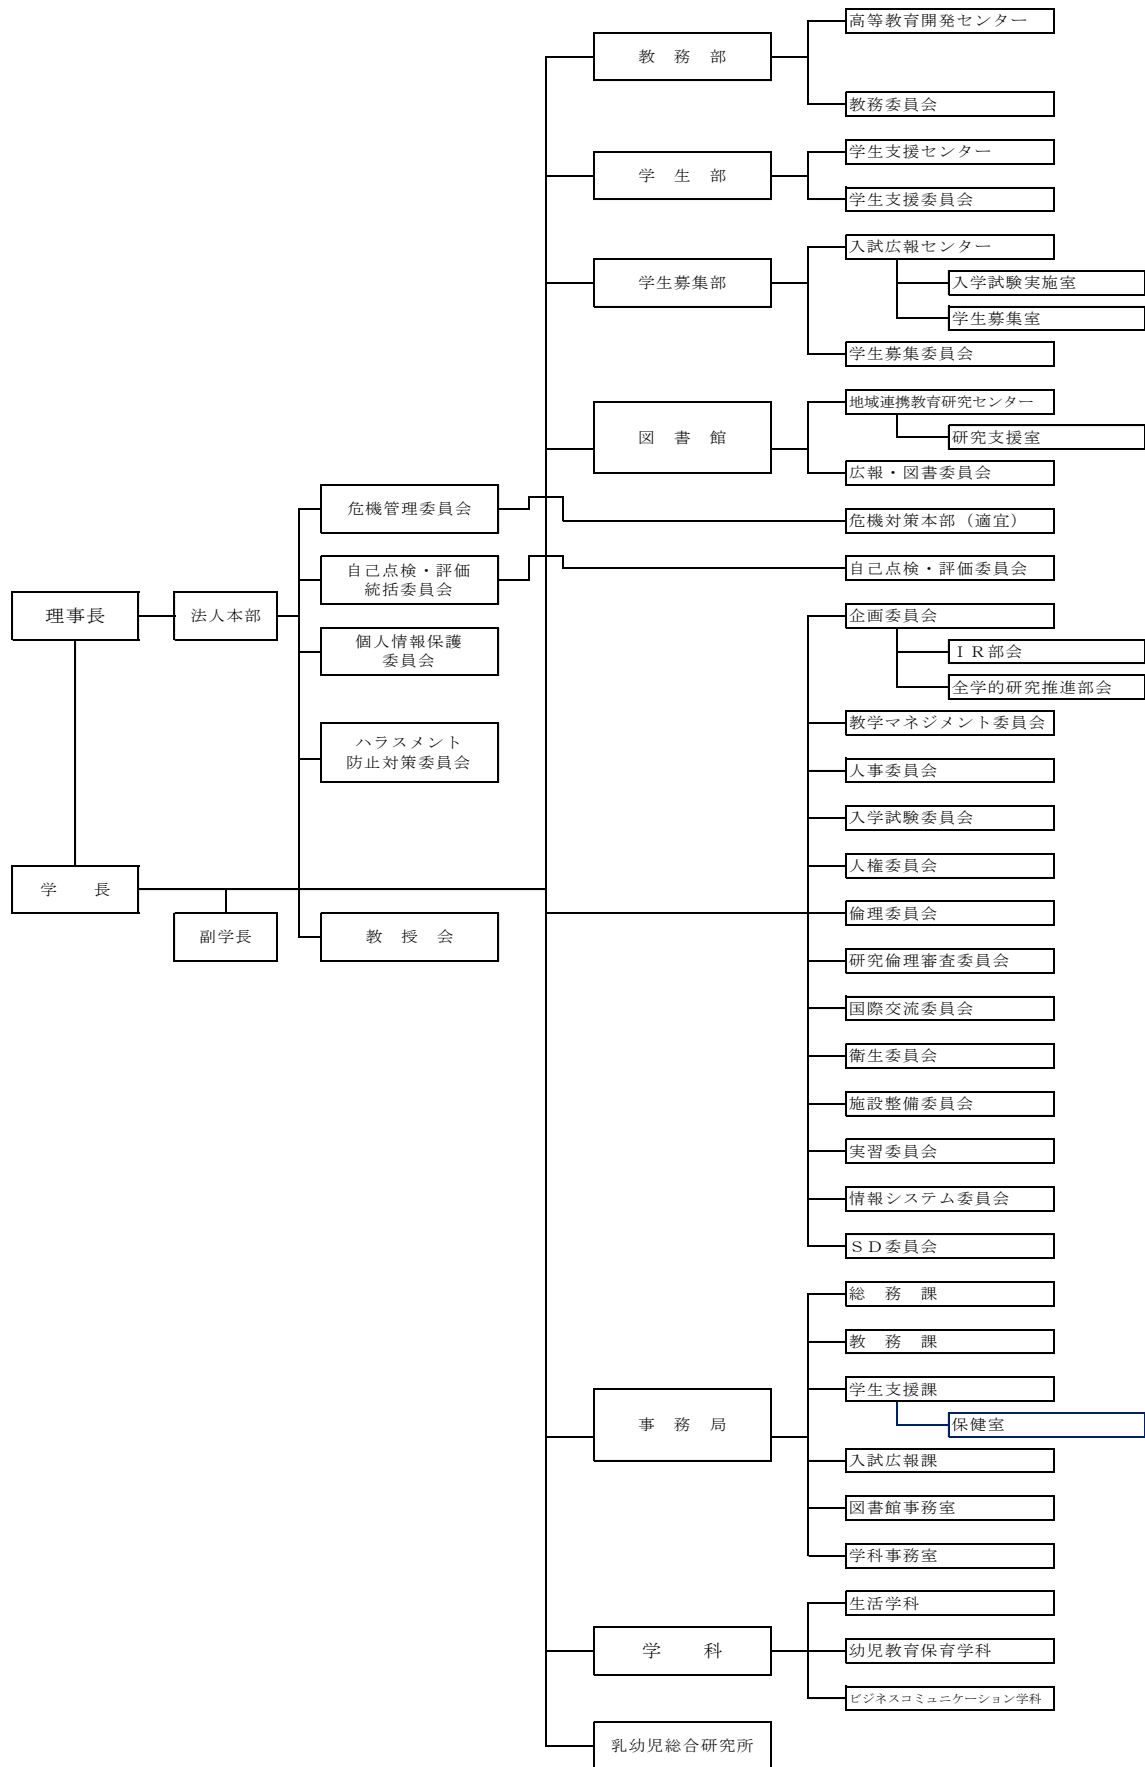 高等教育開発センター
教　務　部
教務委員会
学生支援センター
学　生　部
学生支援委員会
入試広報センター
学生募集部
入学試験実施室
学生募集室
学生募集委員会
地域連携教育研究センター
図　書　館
研究支援室
広報・図書委員会
危機管理委員会
危機対策本部（適宜）
自己点検・評価
統括委員会
自己点検・評価委員会
理事長
法人本部
企画委員会
個人情報保護
委員会
ＩＲ部会
全学的研究推進部会
教学マネジメント委員会
ハラスメント
防止対策委員会
人事委員会
入学試験委員会
人権委員会
学　　長
倫理委員会
副学長
教　授　会
研究倫理審査委員会
国際交流委員会
衛生委員会
施設整備委員会
実習委員会
情報システム委員会
ＳＤ委員会
総　務　課
教　務　課
学生支援課
事　務　局
保健室
入試広報課
図書館事務室
学科事務室
生活学科
学　　科
幼児教育保育学科
ビジネスコミュニケーション学科
乳幼児総合研究所